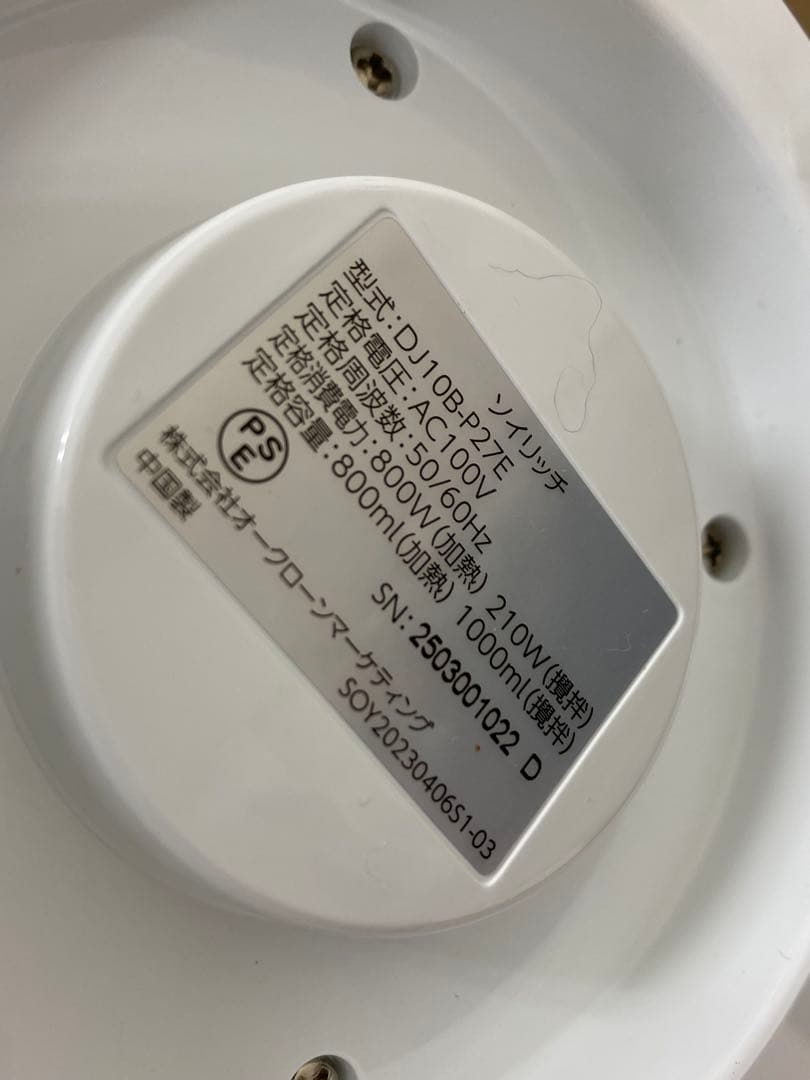 ソイリッチ
型式:DJ10B-P27E
定格電圧:AC100V
定格周波数:50/60Hz
定格消費電力:800W(加熱) 210W(攪拌)
定格容量:800ml(加熱) 1000ml(攪拌)
PSE
SN: 2503001022 D
株式会社オークローンマーケティング
中国製
SOY20230406S1-03